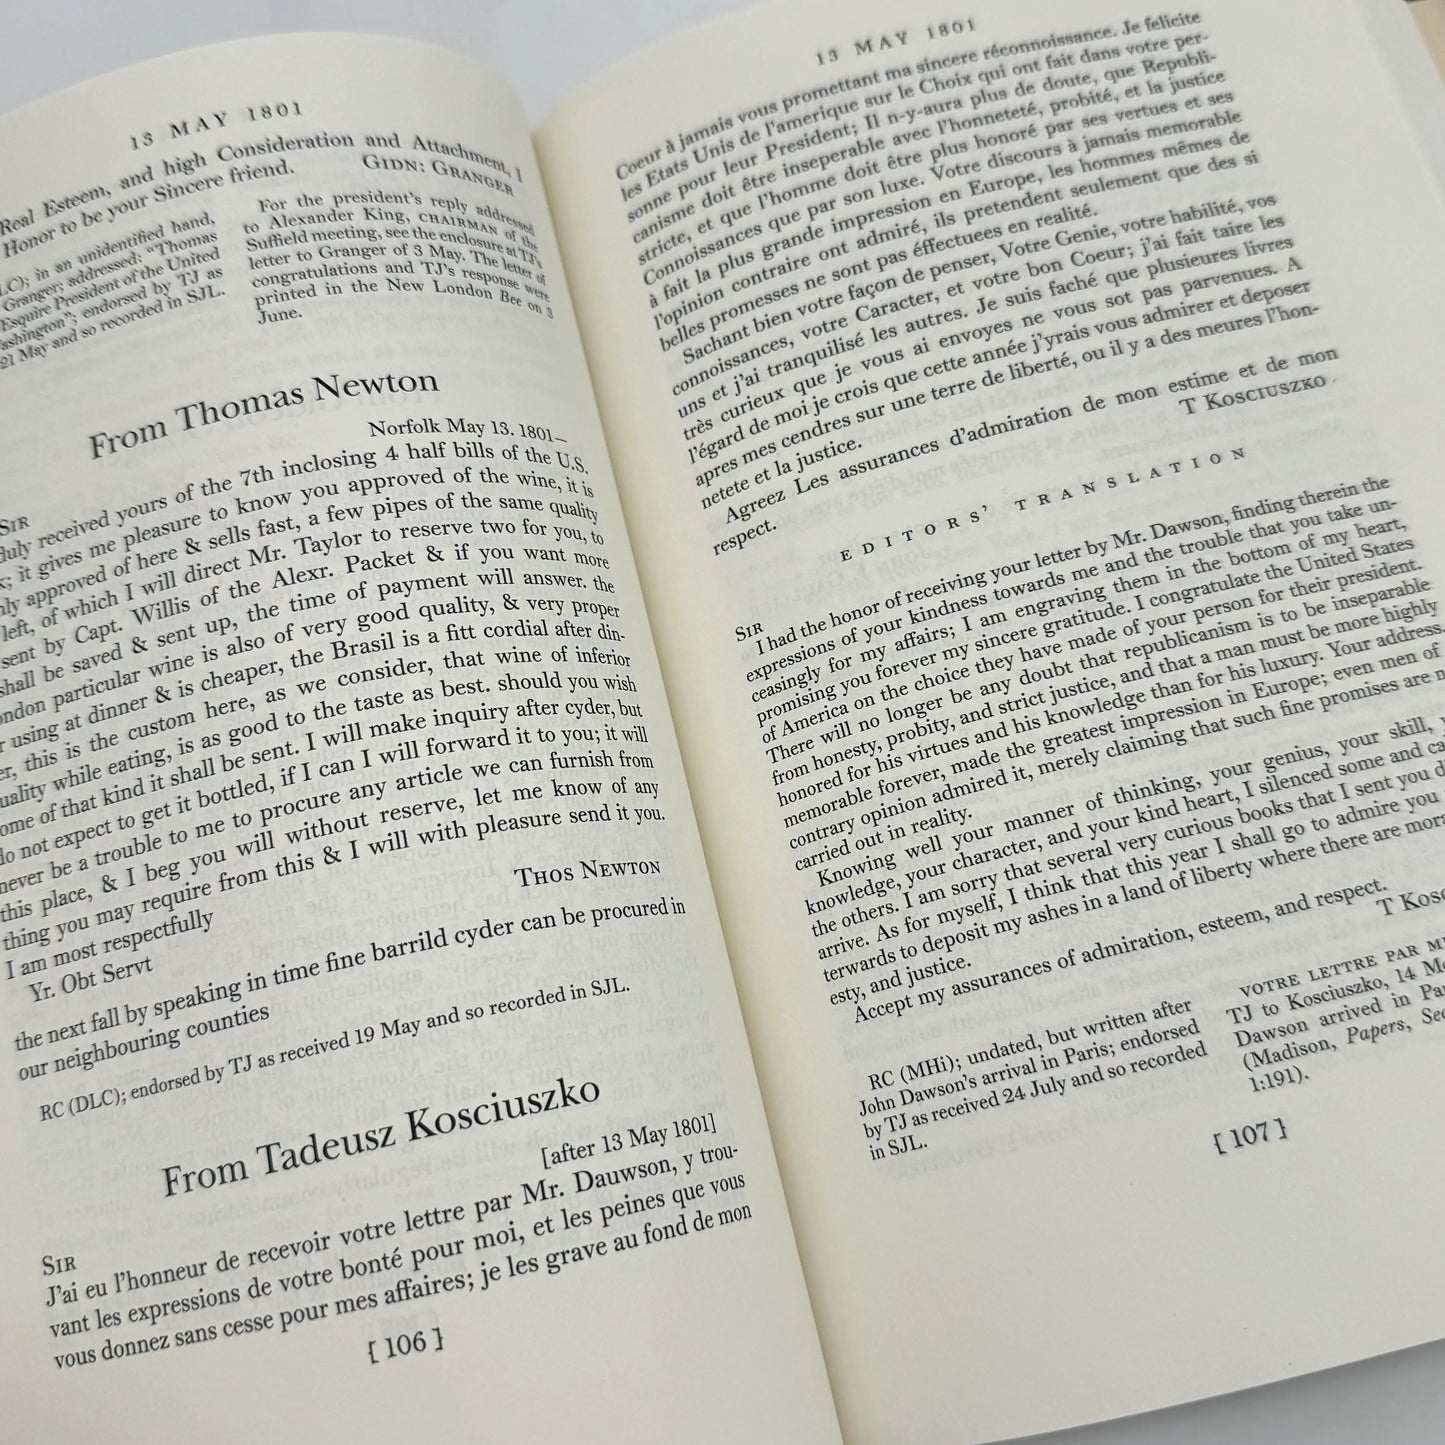 13 MAY 1801
Real Esteem, and high Consideration and Attachment, I
Honor to be your Sincere friend. GIDN: GRANGER
LC); in an unidentified hand,
Granger; addressed: "Thomas
Esquire President of the United
ashington"; endorsed by TJ as
21 May and so recorded in SJL.
For the president's reply addressed
to Alexander King, CHAIRMAN of the
Suffield meeting, see the enclosure at TJ's
letter to Granger of 3 May. The letter of
congratulations and TJ's response were
printed in the New London Bee on 3
June.
From Thomas Newton
Norfolk May 13. 1801—
SIR
duly received yours of the 7th inclosing 4 half bills of the U.S.
k; it gives me pleasure to know you approved of the wine, it is
hly approved of here & sells fast, a few pipes of the same quality
left, of which I will direct Mr. Taylor to reserve two for you, to
sent by Capt. Willis of the Alexr. Packet & if you want more
shall be saved & sent up, the time of payment will answer. the
ondon particular wine is also of very good quality, & very proper
r using at dinner & is cheaper, the Brasil is a fitt cordial after din-
er, this is the custom here, as we consider, that wine of inferior
uality while eating, is as good to the taste as best. should you wish
ome of that kind it shall be sent. I will make inquiry after cyder, but
do not expect to get it bottled, if I can I will forward it to you; it will
never be a trouble to me to procure any article we can furnish from
this place, & I beg you will without reserve, let me know of any
thing you may require from this & I will with pleasure send it you.
I am most respectfully
Yr. Obt Servt
THOS NEWTON
the next fall by speaking in time fine barrild cyder can be procured in
our neighbouring counties
RC (DLC); endorsed by TJ as received 19 May and so recorded in SJL.
From Tadeusz Kosciuszko
[after 13 May 1801]
SIR
J'ai eu l'honneur de recevoir votre lettre par Mr. Dauwson, y trou-
vant les expressions de votre bonté pour moi, et les peines que vous
vous donnez sans cesse pour mes affaires; je les grave au fond de mon
[ 106 ]
13 MAY 1801
Coeur à jamais vous promettant ma sincere réconnoissance. Je felicite
les Etats Unis de l'amerique sur le Choix qui ont fait dans votre per-
sonne pour leur President; Il n-y-aura plus de doute, que Republi-
canisme doit être inseperable avec l'honneteté, probité, et la justice
stricte, et que l'homme doit être plus honoré par ses vertues et ses
Connoissances que par son luxe. Votre discours à jamais memorable
à fait la plus grande impression en Europe, les hommes mêmes de
l'opinion contraire ont admiré, ils pretendent seulement que des si
belles promesses ne sont pas éffectuees en realité.
Sachant bien votre façon de penser, Votre Genie, votre habilité, vos
connoissances, votre Caracter, et votre bon Coeur; j'ai fait taire les
uns et j'ai tranquilisé les autres. Je suis faché que plusieures livres
très curieux que je vous ai envoyes ne vous sot pas parvenues. A
l'égard de moi je crois que cette année j'yrais vous admirer et deposer
apres mes cendres sur une terre de liberté, ou il y a des meures l'hon-
netete et la justice.
Agreez Les assurances d'admiration de mon estime et de mon
respect.
T KOSCIUSZKO
EDITORS' TRANSLATION
SIR
I had the honor of receiving your letter by Mr. Dawson, finding therein the
expressions of your kindness towards me and the trouble that you take un-
ceasingly for my affairs; I am engraving them in the bottom of my heart,
promising you forever my sincere gratitude. I congratulate the United States
of America on the choice they have made of your person for their president.
There will no longer be any doubt that republicanism is to be inseparable
from honesty, probity, and strict justice, and that a man must be more highly
honored for his virtues and his knowledge than for his luxury. Your address,
memorable forever, made the greatest impression in Europe; even men of
contrary opinion admired it, merely claiming that such fine promises are n
carried out in reality.
Knowing well your manner of thinking, your genius, your skill, y
knowledge, your character, and your kind heart, I silenced some and ca
the others. I am sorry that several very curious books that I sent you d
arrive. As for myself, I think that this year I shall go to admire you
terwards to deposit my ashes in a land of liberty where there are mora
esty, and justice.
Accept my assurances of admiration, esteem, and respect.
T KOSC
RC (MHi); undated, but written after
John Dawson's arrival in Paris; endorsed
by TJ as received 24 July and so recorded
in SJL.
VOTRE LETTRE PAR M
TJ to Kosciuszko, 14 M
Dawson arrived in Par
(Madison, Papers, Sec
1:191).
[ 107 ]